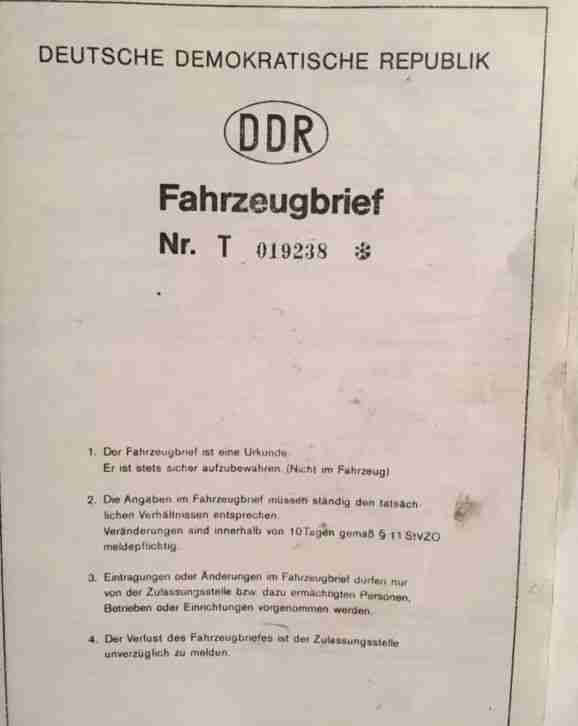 DEUTSCHE DEMOKRATISCHE REPUBLIK
DDR
Fahrzeugbrief
Nr. T 019238 *
1. Der Fahrzeugbrief ist eine Urkunde.
Er ist stets sicher aufzubewahren. (Nicht im Fahrzeug)
2. Die Angaben im Fahrzeugbrief müssen ständig den tatsäch-
lichen Verhältnissen entsprechen.
Veränderungen sind innerhalb von 10 Tagen gemäß § 11 StVZO
meldepflichtig.
3. Eintragungen oder Änderungen im Fahrzeugbrief dürfen nur
von der Zulassungsstelle bzw. dazu ermächtigten Personen,
Betrieben oder Einrichtungen vorgenommen werden.
4. Der Verlust des Fahrzeugbriefes ist der Zulassungsstelle
unverzüglich zu melden.